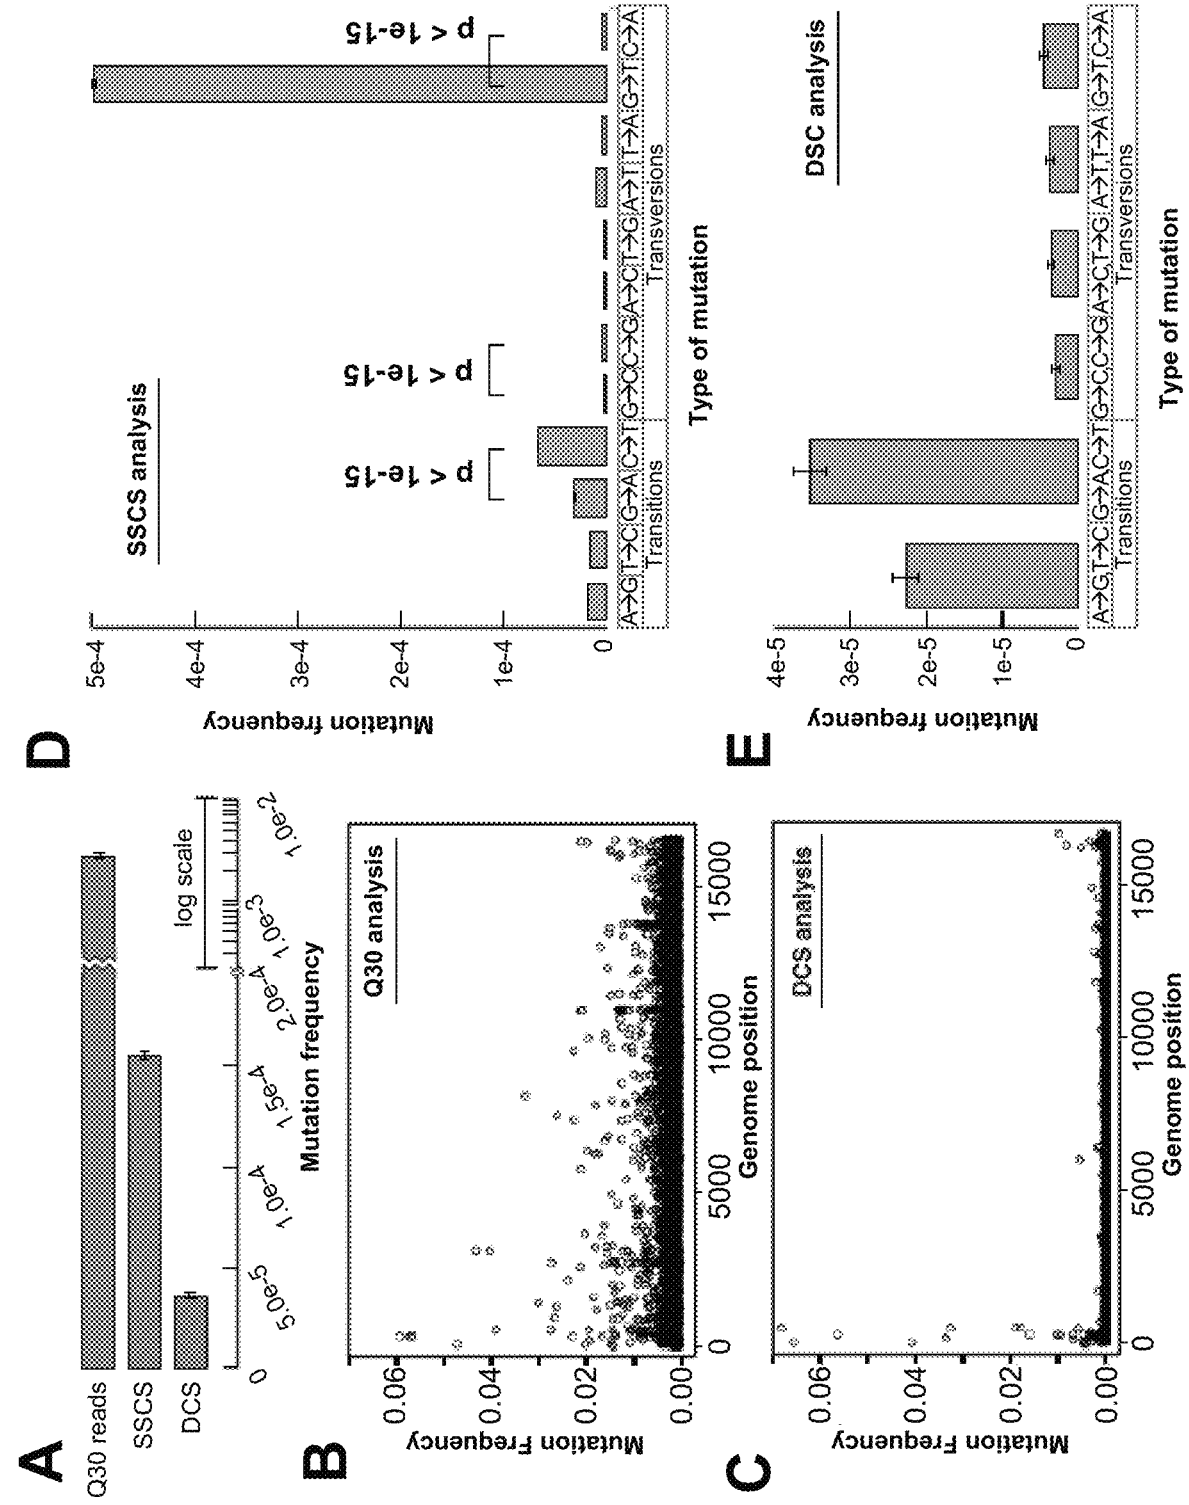 A
Q30 reads
SSCS
DCS
0
5.0e-5
1.0e-4
1.5e-4
2.0e-4
1.0e-3
1.0e-2
log scale
Mutation frequency
B
Q30 analysis
Mutation Frequency
0.06
0.04
0.02
0.00
0
5000
10000
15000
Genome position
C
DCS analysis
Mutation Frequency
0.06
0.04
0.02
0.00
0
5000
10000
15000
Genome position
D
SSCS analysis
Mutation frequency
5e-4
4e-4
3e-4
2e-4
1e-4
0
p < 1e-15
p < 1e-15
p < 1e-15
A→G T→C G→A C→T G→C C→G A→C T→G A→T T→A G→T C→A
Transitions Transversions
Type of mutation
E
DSC analysis
Mutation frequency
4e-5
3e-5
2e-5
1e-5
0
A→G T→C G→A C→T G→C C→G A→C T→G A→T T→A G→T C→A
Transitions Transversions
Type of mutation